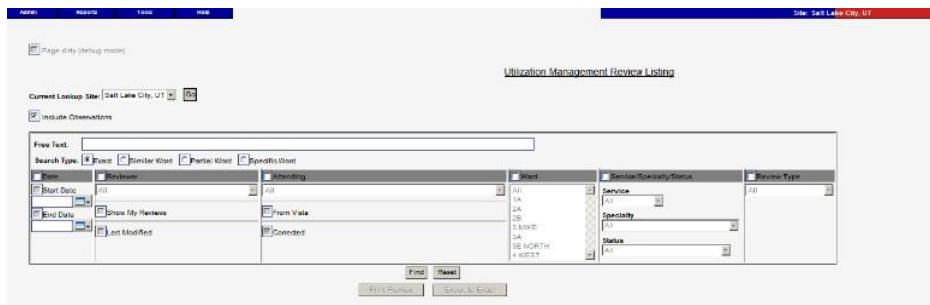 Admin Reports Tools Help Site: Salt Lake City, UT
Page dirty (debug mode)
Utilization Management Review Listing
Current Lookup Site: Salt Lake City, UT Go
Include Observations
Free Text:
Search Type: Exact Similar Word Partial Word Specific Word
Date Reviewer Attending Ward Service/Specialty/Status Review Type
Start Date All All All Service All
1A All
2A
End Date Show My Reviews From Vista 2B Specialty
3 MIKE All
Last Modified Corrected 3A Status
3E NORTH All
4 WEST
Find Reset
Print Preview Export to Excel